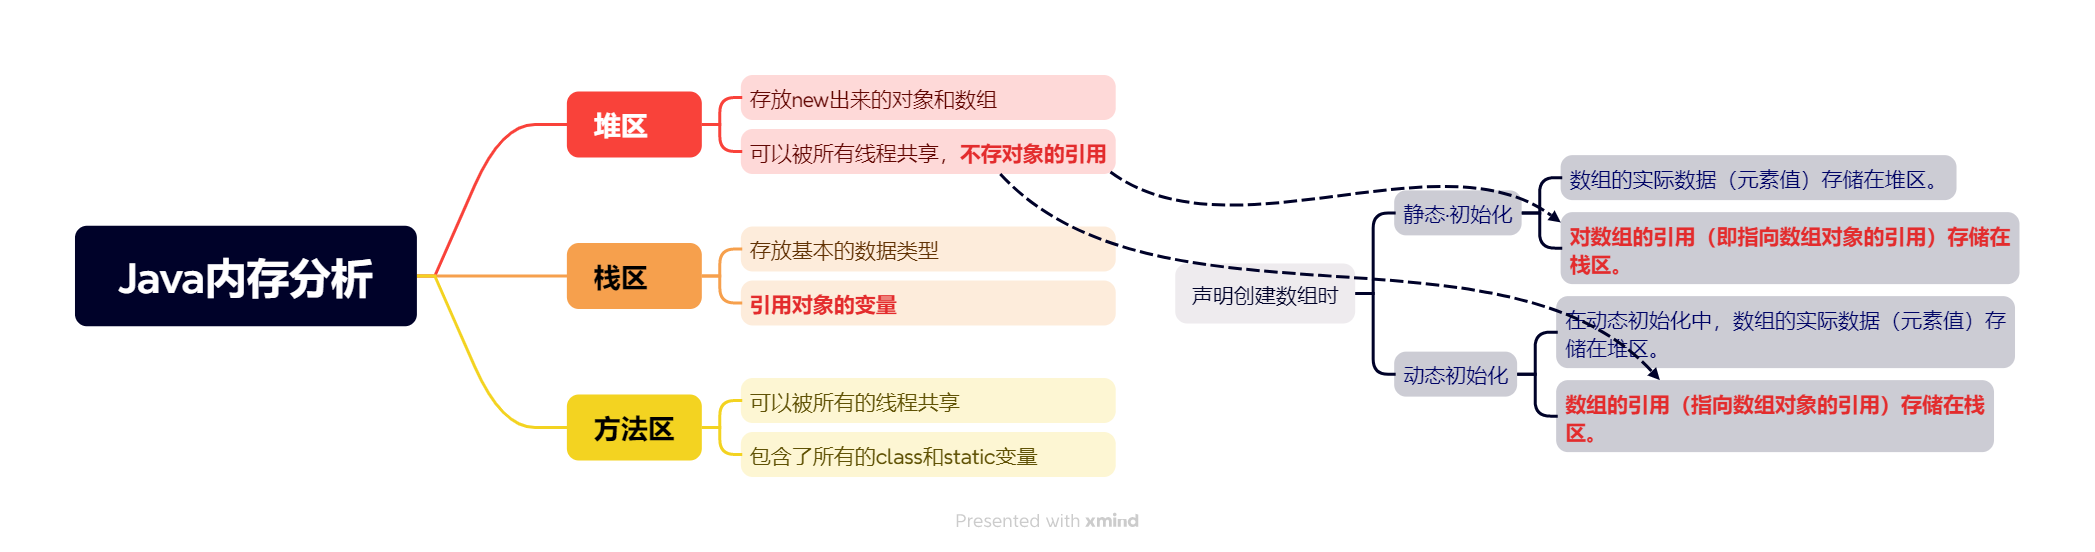 Java内存分析
堆区
存放new出来的对象和数组
可以被所有线程共享，不存对象的引用
栈区
存放基本的数据类型
引用对象的变量
方法区
可以被所有的线程共享
包含了所有的class和static变量
声明创建数组时
静态·初始化
数组的实际数据（元素值）存储在堆区。
对数组的引用（即指向数组对象的引用）存储在
栈区。
动态初始化
在动态初始化中，数组的实际数据（元素值）存
储在堆区。
数组的引用（指向数组对象的引用）存储在栈
区。
Presented with xmind